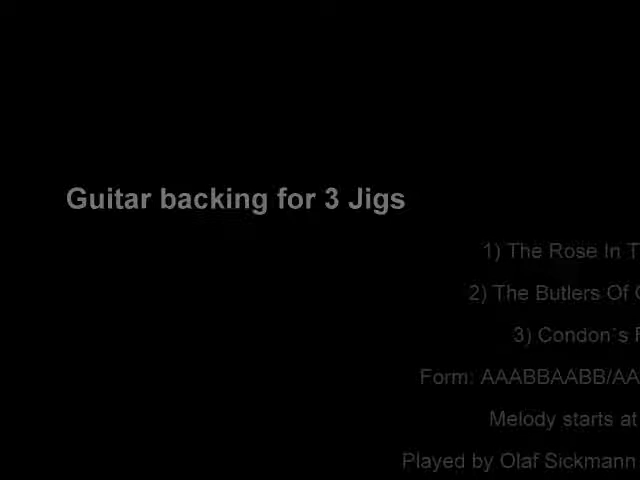 Guitar backing for 3 Jigs
1) The Rose In T
2) The Butlers Of
3) Condon´s
Form: AAABBAABB/AA
Melody starts at
Played by Olaf Sickmann